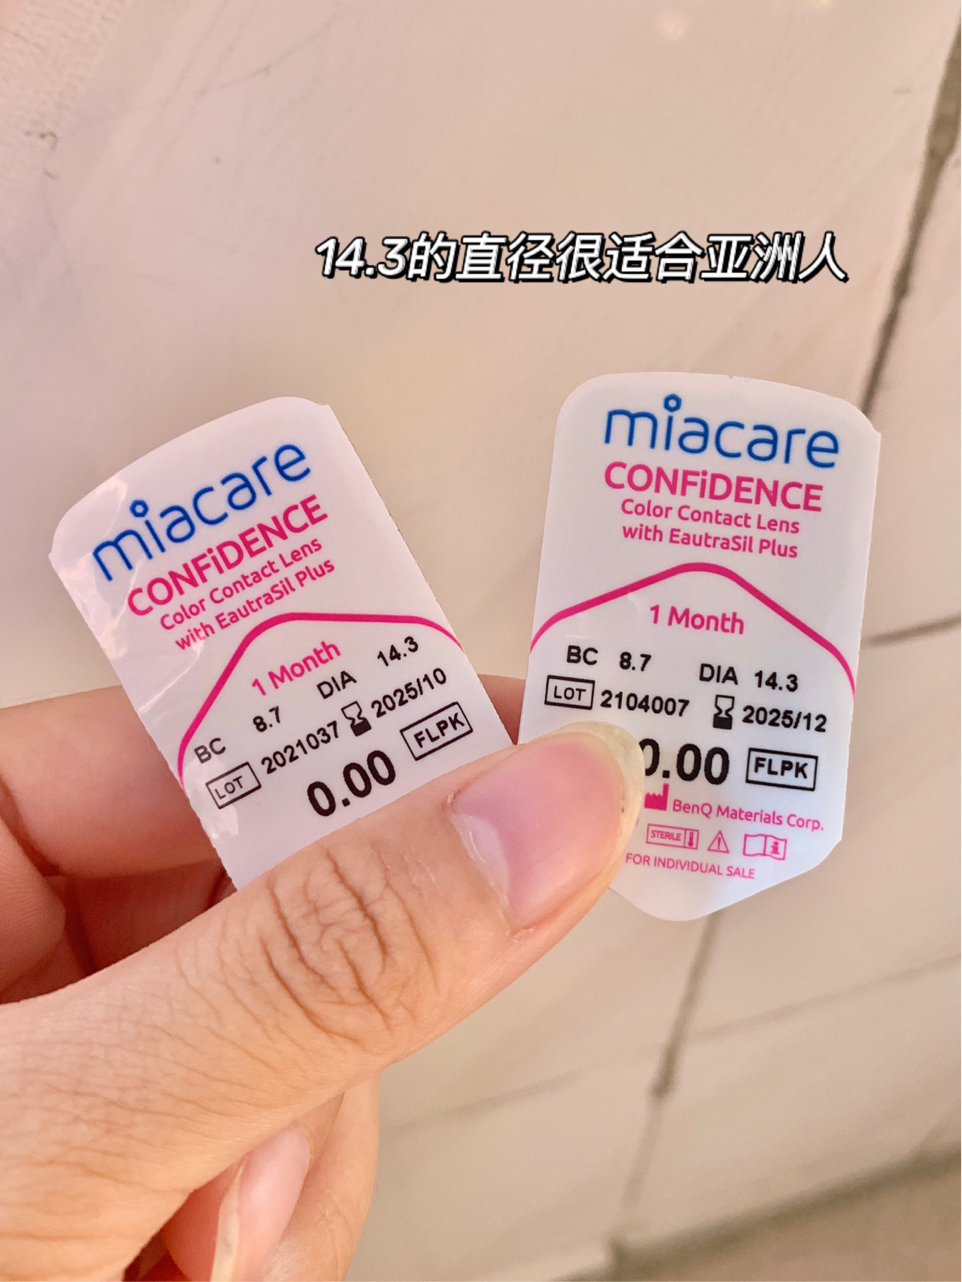 14.3的直径很适合亚洲人
miacare
CONFiDENCE
Color Contact Lens
with EautraSil Plus
1 Month
BC 8.7 DIA 14.3
LOT 2021037 2025/10
0.00 FLPK
miacare
CONFiDENCE
Color Contact Lens
with EautraSil Plus
1 Month
BC 8.7 DIA 14.3
LOT 2104007 2025/12
0.00 FLPK
BenQ Materials Corp.
STERILE
FOR INDIVIDUAL SALE